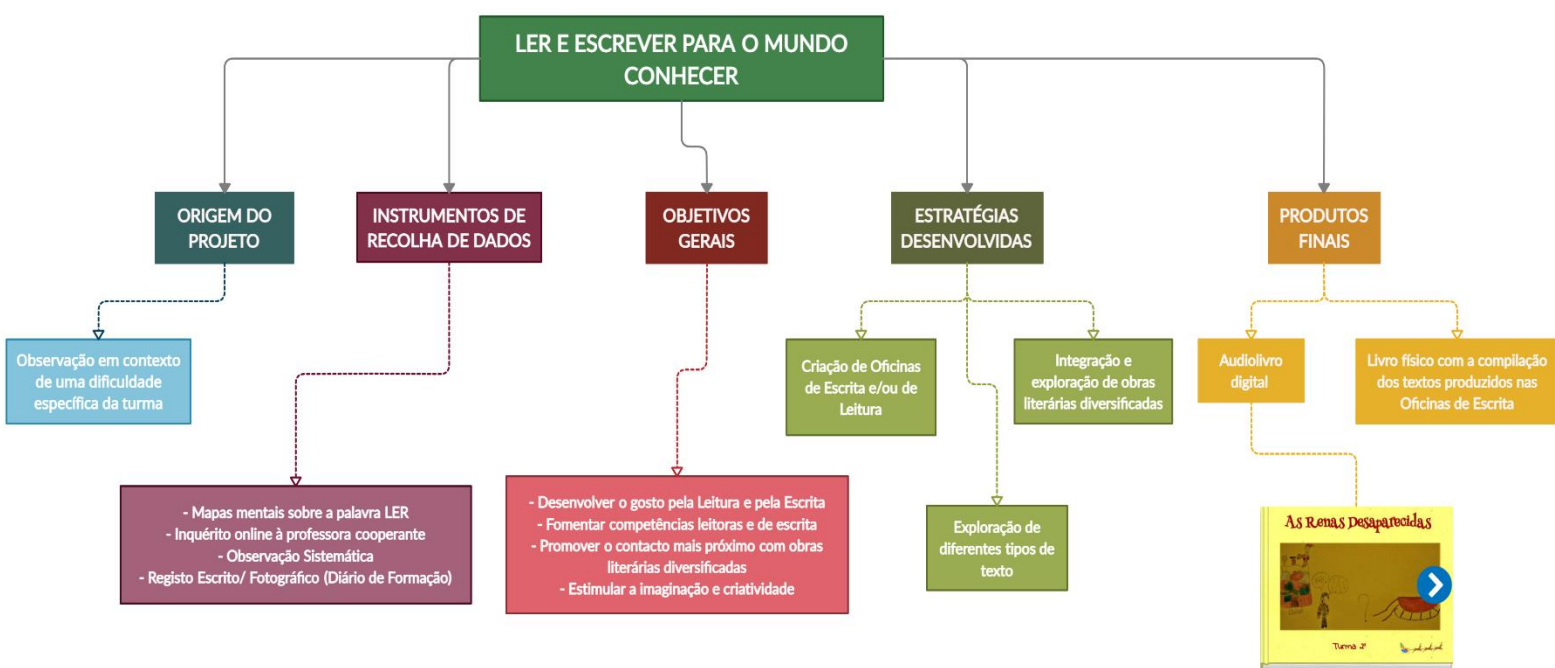 LER E ESCREVER PARA O MUNDO
CONHECER
ORIGEM DO
PROJETO
INSTRUMENTOS DE
RECOLHA DE DADOS
OBJETIVOS
GERAIS
ESTRATÉGIAS
DESENVOLVIDAS
PRODUTOS
FINAIS
Observação em contexto
de uma dificuldade
específica da turma
- Mapas mentais sobre a palavra LER
- Inquérito online à professora cooperante
- Observação Sistemática
- Registo Escrito/ Fotográfico (Diário de Formação)
- Desenvolver o gosto pela Leitura e pela Escrita
- Fomentar competências leitoras e de escrita
- Promover o contacto mais próximo com obras
literárias diversificadas
- Estimular a imaginação e criatividade
Criação de Oficinas
de Escrita e/ou de
Leitura
Exploração de
diferentes tipos de
texto
Integração e
exploração de obras
literárias diversificadas
Audiolivro
digital
Livro físico com a compilação
dos textos produzidos nas
Oficinas de Escrita
As Renas Desaparecidas
Turma 2º